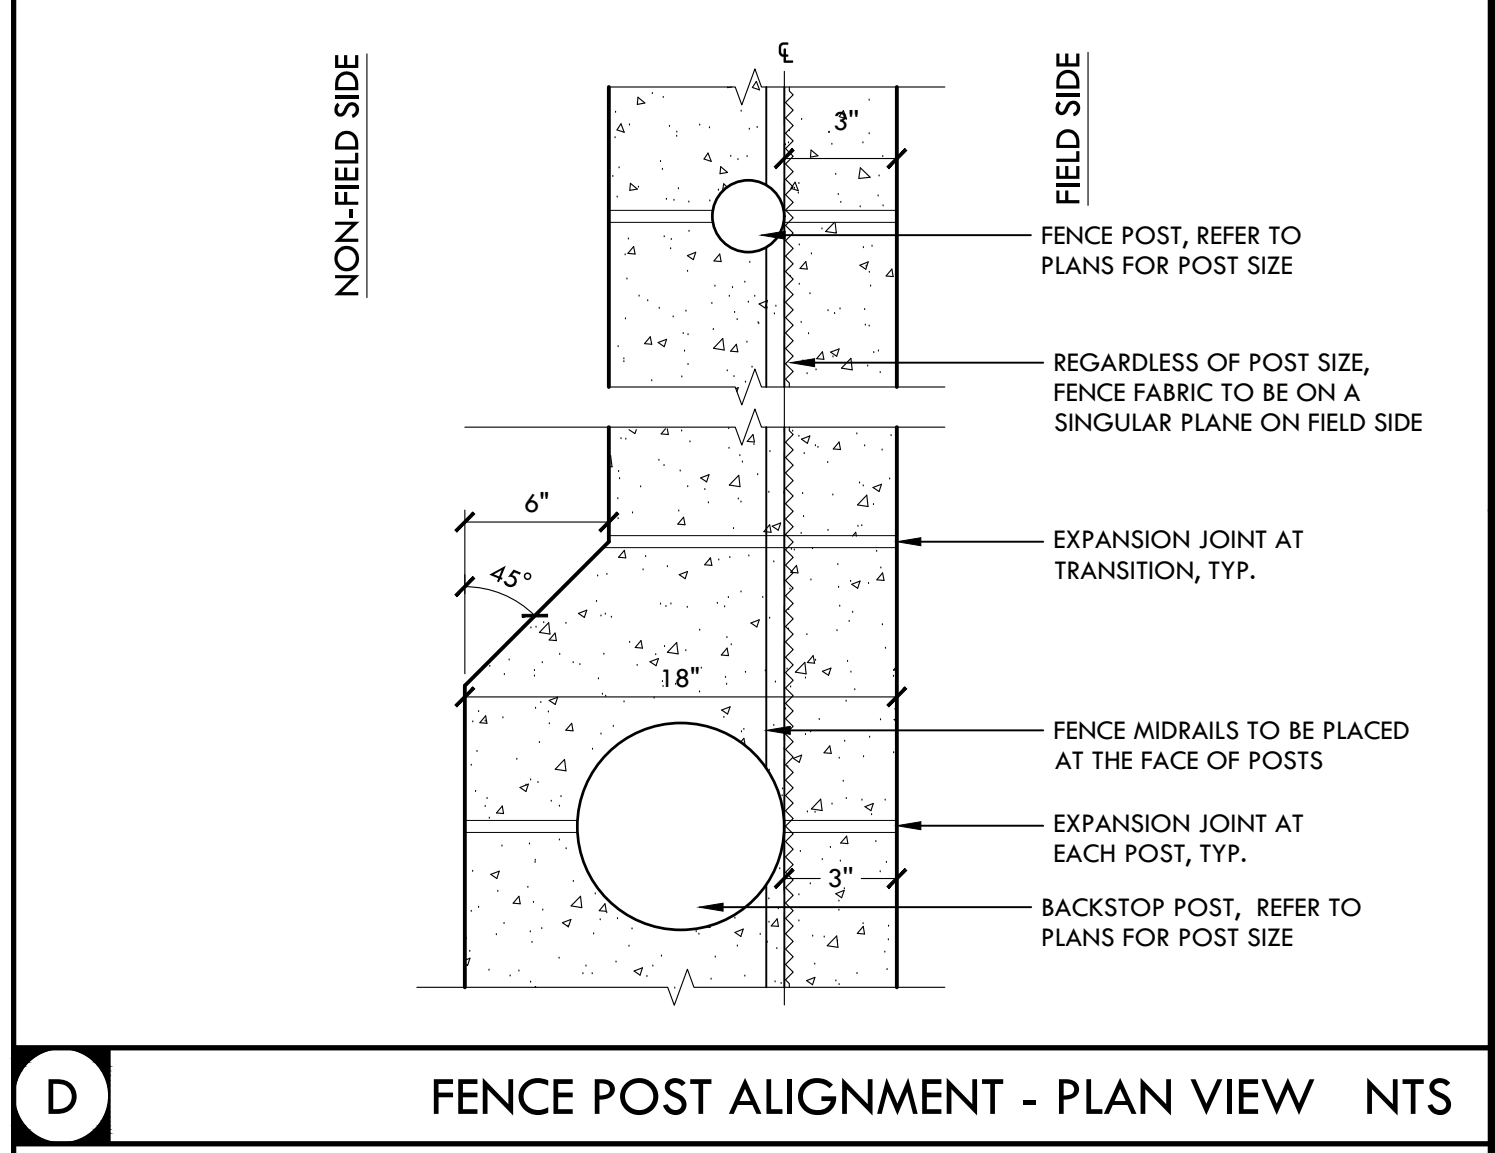 NON-FIELD SIDE
℄
FIELD SIDE
3"
FENCE POST, REFER TO
PLANS FOR POST SIZE
REGARDLESS OF POST SIZE,
FENCE FABRIC TO BE ON A
SINGULAR PLANE ON FIELD SIDE
6"
45°
EXPANSION JOINT AT
TRANSITION, TYP.
18"
FENCE MIDRAILS TO BE PLACED
AT THE FACE OF POSTS
EXPANSION JOINT AT
EACH POST, TYP.
3"
BACKSTOP POST, REFER TO
PLANS FOR POST SIZE
D
FENCE POST ALIGNMENT - PLAN VIEW NTS